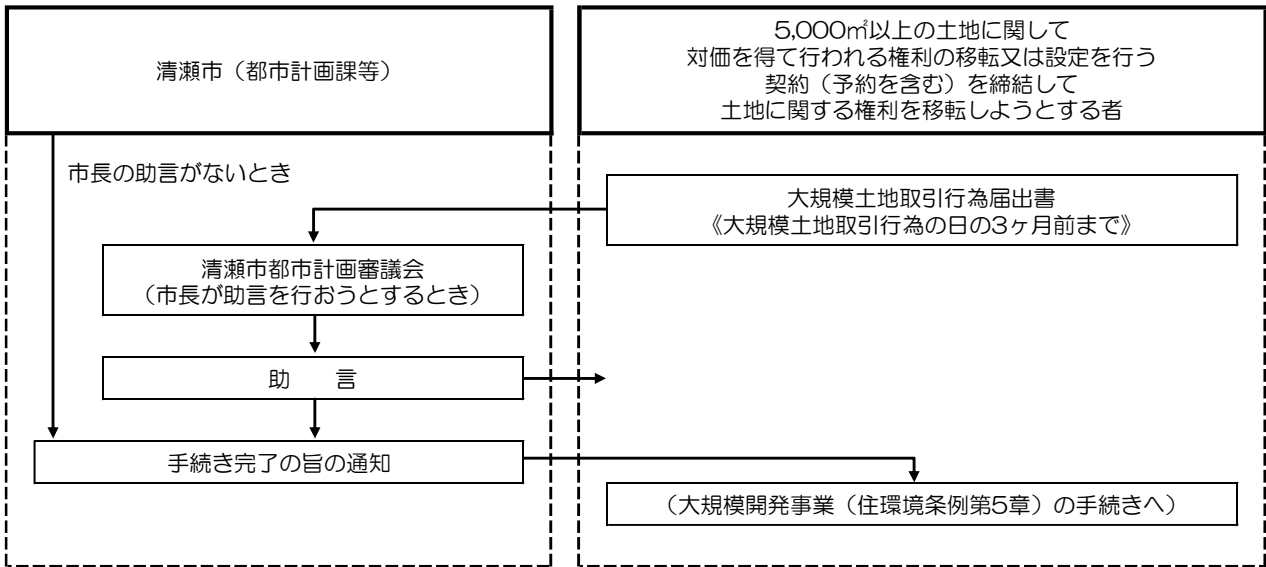 清瀬市（都市計画課等）
5,000㎡以上の土地に関して
対価を得て行われる権利の移転又は設定を行う
契約（予約を含む）を締結して
土地に関する権利を移転しようとする者
市長の助言がないとき
大規模土地取引行為届出書
《大規模土地取引行為の日の3ヶ月前まで》
清瀬市都市計画審議会
（市長が助言を行おうとするとき）
助　　言
手続き完了の旨の通知
（大規模開発事業（住環境条例第5章）の手続きへ）